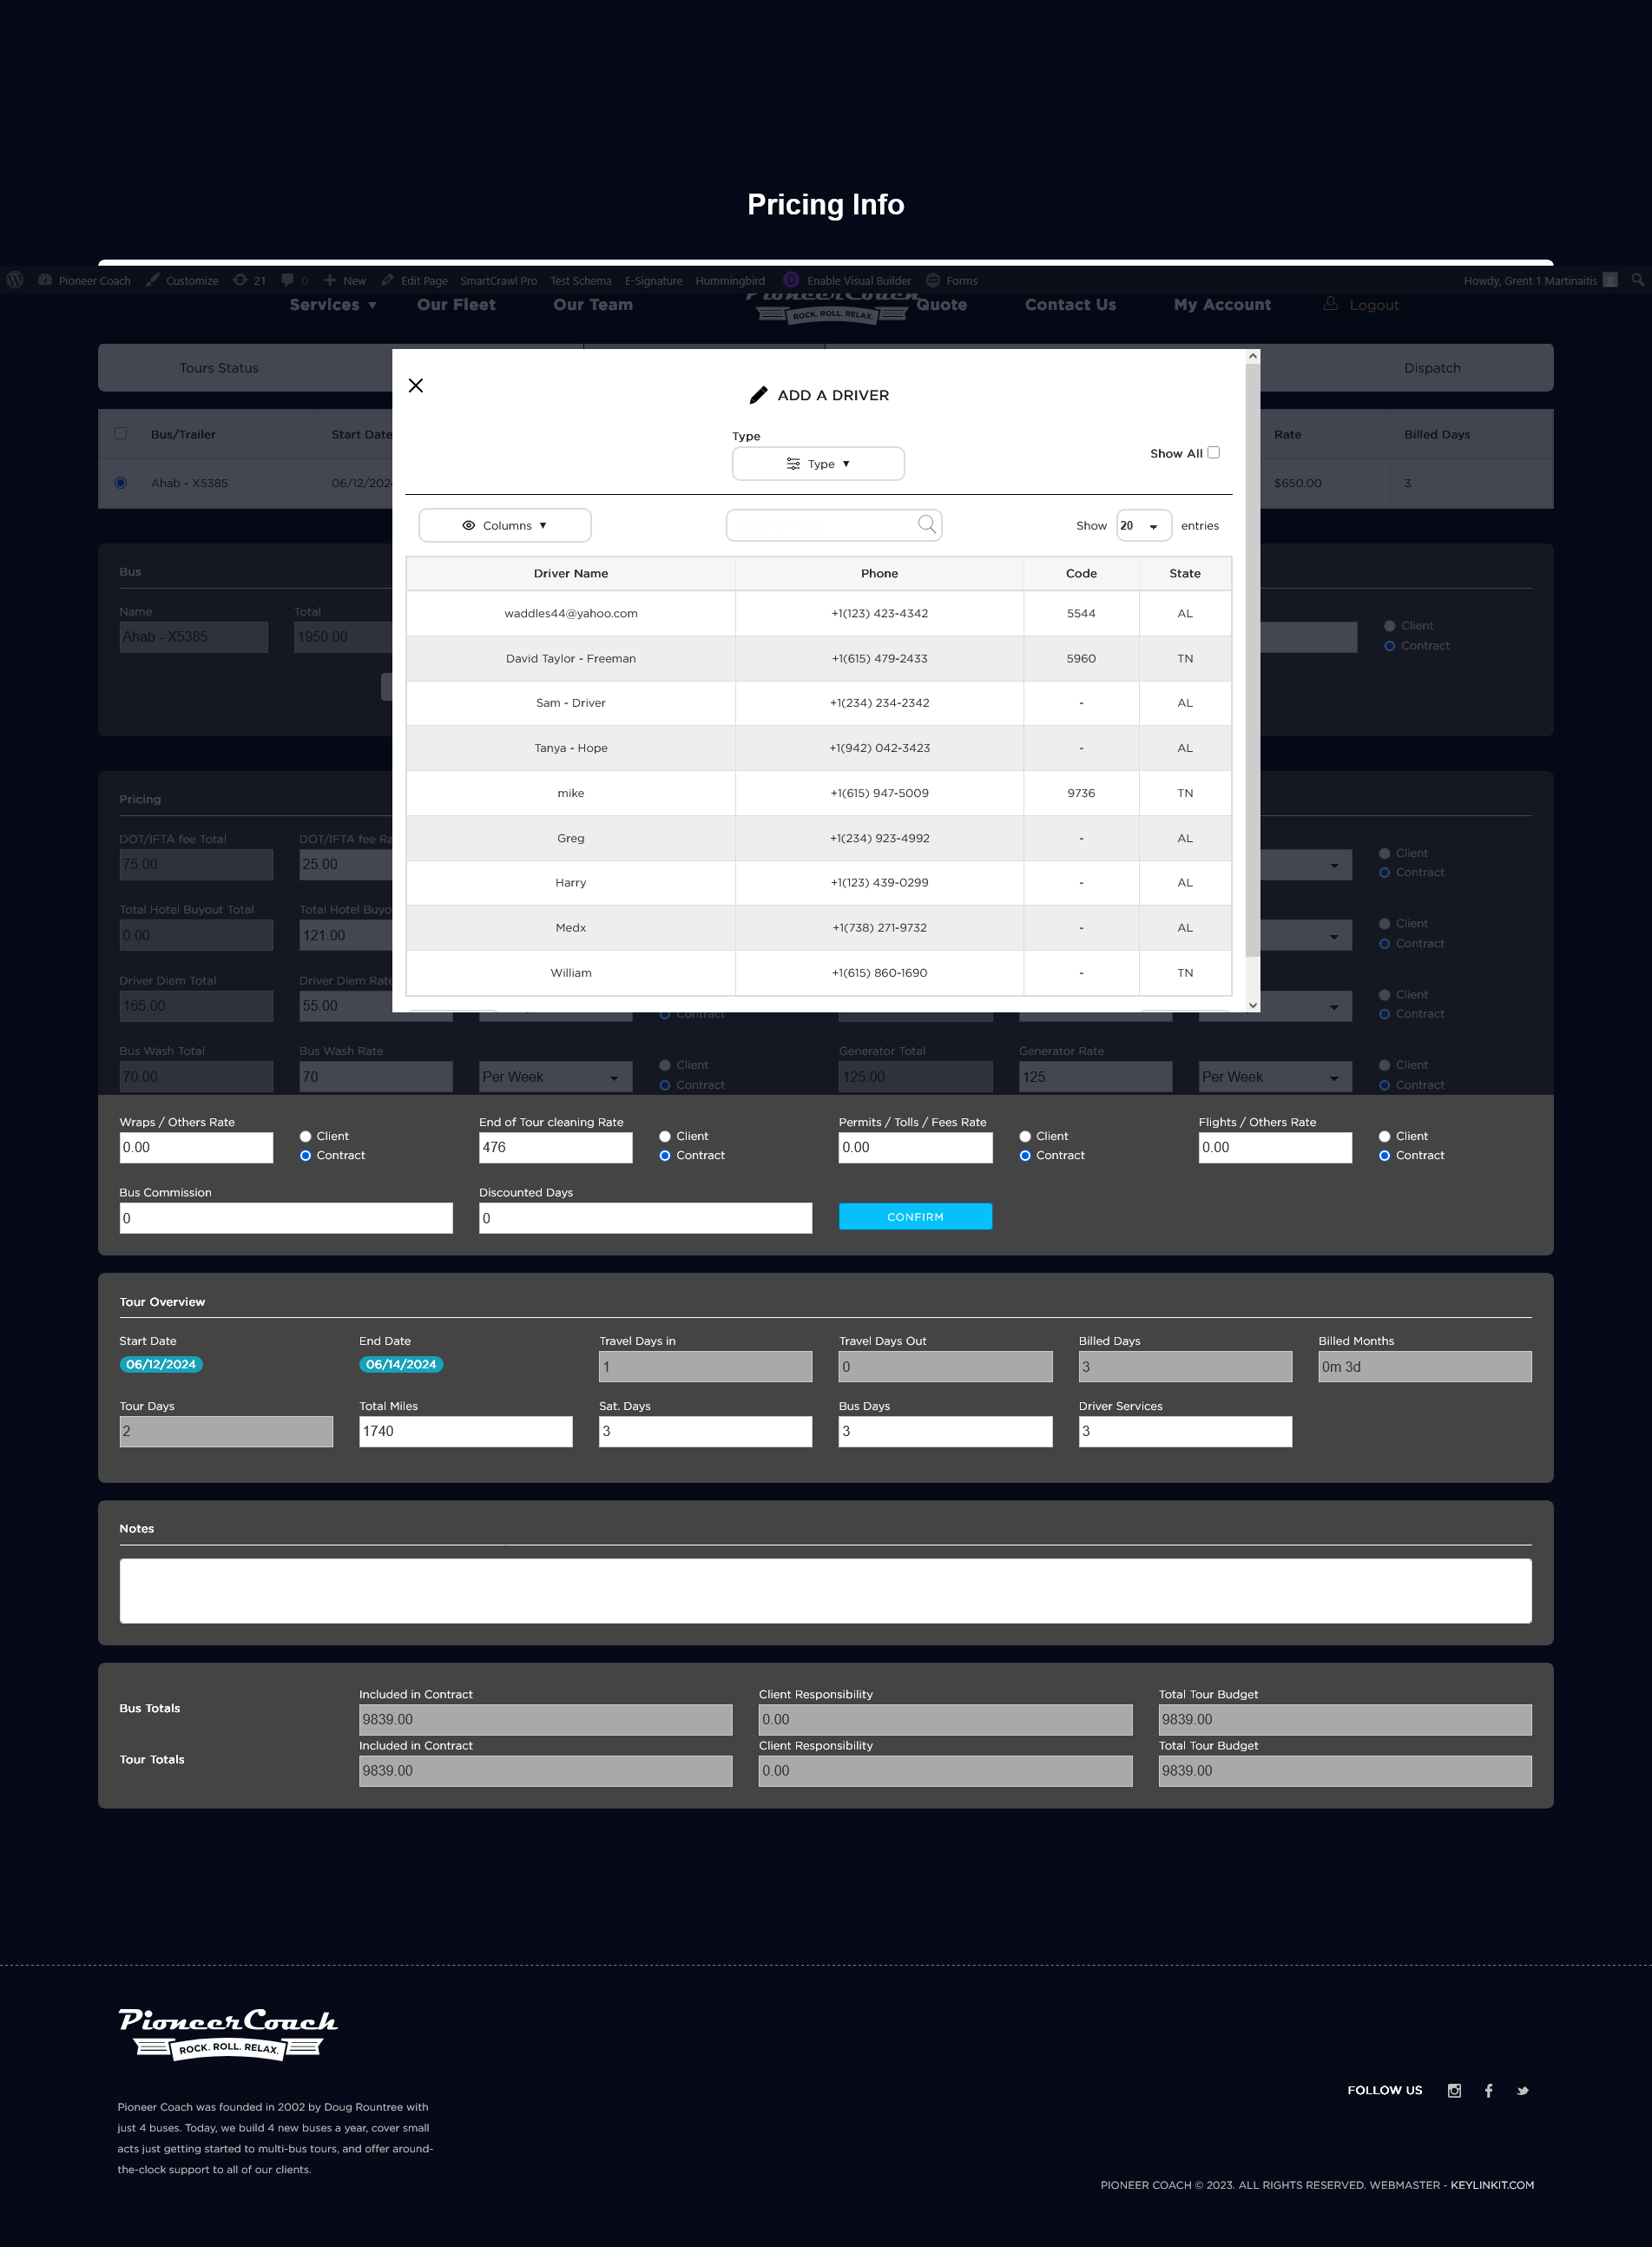 Pricing Info
Pioneer Coach Customize 21 0 New Edit Page SmartCrawl Pro Test Schema E-Signature Hummingbird D Enable Visual Builder Forms Howdy, Grent 1 Martinaitis
Services ▼ Our Fleet Our Team PioneerCoach Quote Contact Us My Account Logout
ROCK. ROLL. RELAX.
Tours Status Dispatch
ADD A DRIVER
Type
Type ▼
Show All
Columns ▼ Show 20 entries
Driver Name Phone Code State
waddles44@yahoo.com +1(123) 423-4342 5544 AL
David Taylor - Freeman +1(615) 479-2433 5960 TN
Sam - Driver +1(234) 234-2342 - AL
Tanya - Hope +1(942) 042-3423 - AL
mike +1(615) 947-5009 9736 TN
Greg +1(234) 923-4992 - AL
Harry +1(123) 439-0299 - AL
Medx +1(738) 271-9732 - AL
William +1(615) 860-1690 - TN
Bus/Trailer Start Date Rate Billed Days
Ahab - X5385 06/12/202 $650.00 3
Bus
Name Total
Ahab - X5385 1950.00
Client
Contract
Pricing
DOT/IFTA fee Total DOT/IFTA fee Ra
75.00 25.00
Client
Contract
Total Hotel Buyout Total Total Hotel Buyo
0.00 121.00
Client
Contract
Driver Diem Total Driver Diem Rate
165.00 55.00
Client
Contract Contract
Bus Wash Total Bus Wash Rate Generator Total Generator Rate
70.00 70 Per Week 125.00 125 Per Week
Client Client
Contract Contract
Wraps / Others Rate End of Tour cleaning Rate Permits / Tolls / Fees Rate Flights / Others Rate
0.00 476 0.00 0.00
Client Client Client Client
Contract Contract Contract Contract
Bus Commission Discounted Days
0 0 CONFIRM
Tour Overview
Start Date End Date Travel Days in Travel Days Out Billed Days Billed Months
06/12/2024 06/14/2024 1 0 3 0m 3d
Tour Days Total Miles Sat. Days Bus Days Driver Services
2 1740 3 3 3
Notes
Bus Totals
Included in Contract Client Responsibility Total Tour Budget
9839.00 0.00 9839.00
Tour Totals
Included in Contract Client Responsibility Total Tour Budget
9839.00 0.00 9839.00
PioneerCoach
ROCK. ROLL. RELAX.
Pioneer Coach was founded in 2002 by Doug Rountree with
just 4 buses. Today, we build 4 new buses a year, cover small
acts just getting started to multi-bus tours, and offer around-
the-clock support to all of our clients.
FOLLOW US
PIONEER COACH © 2023. ALL RIGHTS RESERVED. WEBMASTER - KEYLINKIT.COM